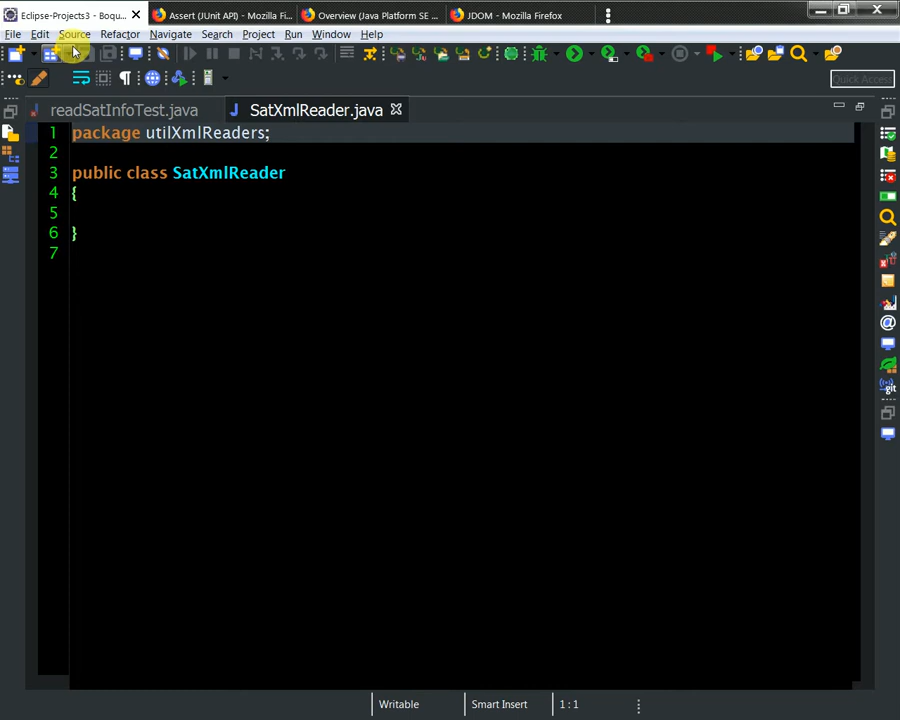 Eclipse-Projects3 - Boqu...
Assert (JUnit API) - Mozilla Fi...
Overview (Java Platform SE ...
JDOM - Mozilla Firefox
File Edit Source Refactor Navigate Search Project Run Window Help
Quick Access
readSatInfoTest.java
SatXmlReader.java
1 package utilXmlReaders;
2
3 public class SatXmlReader
4 {
5
6 }
7
Writable
Smart Insert
1 : 1